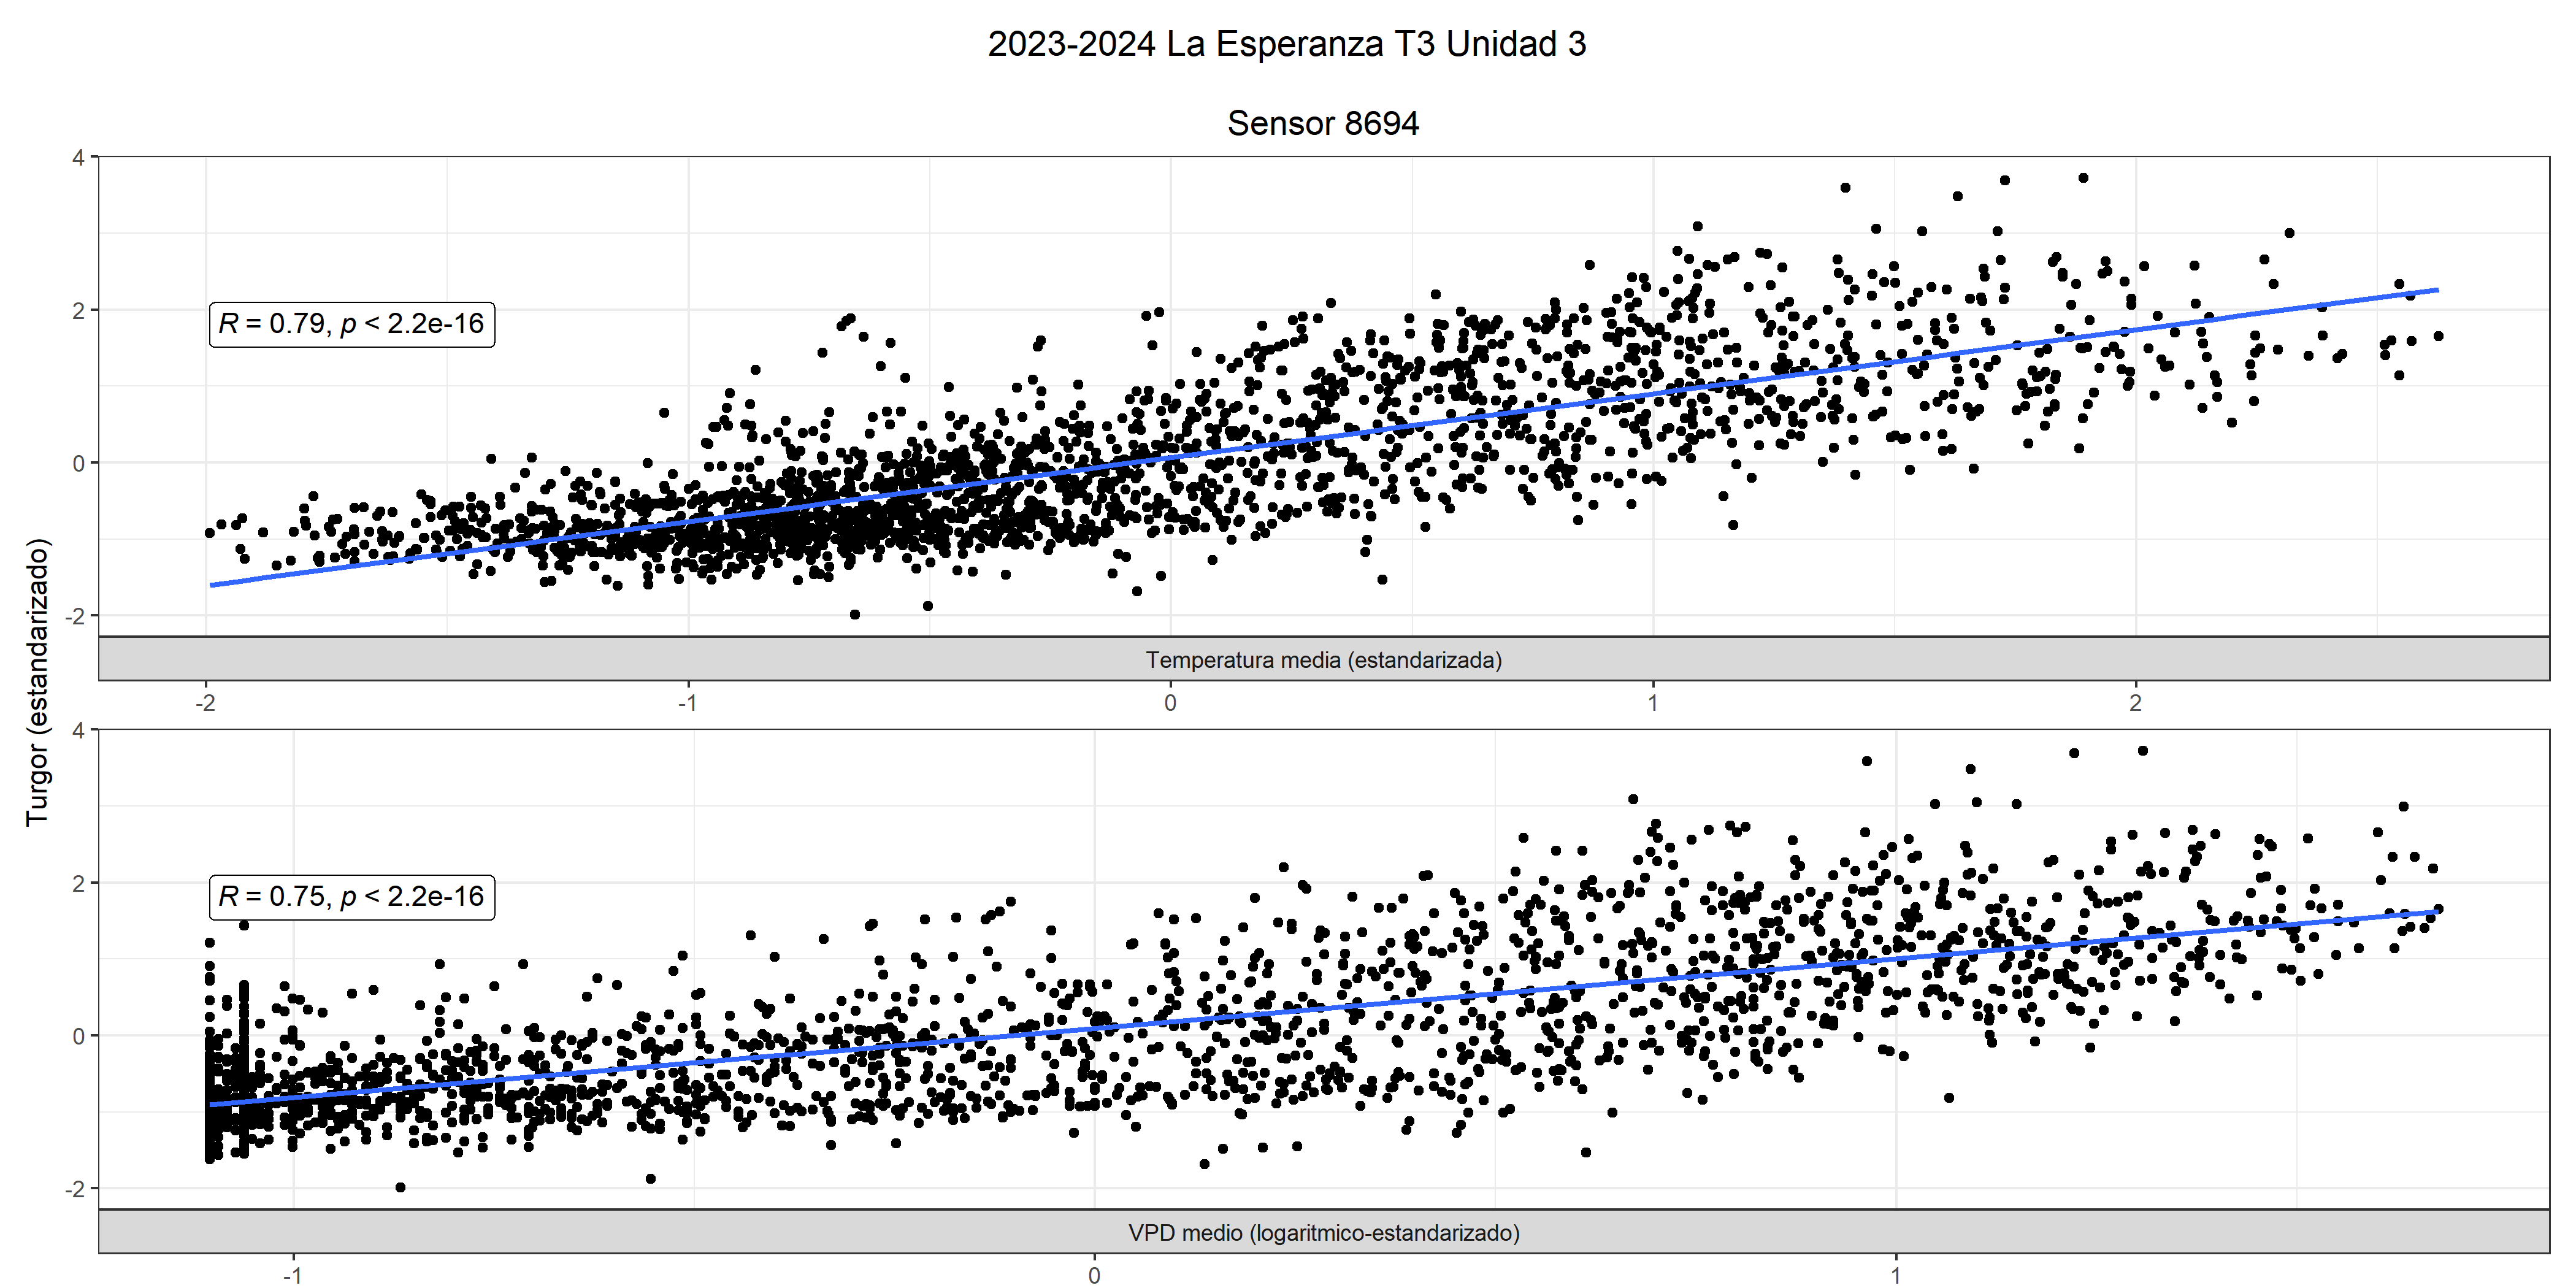 2023-2024 La Esperanza T3 Unidad 3
Sensor 8694
Turgor (estandarizado)
4
2
0
-2
R = 0.79, p < 2.2e-16
Temperatura media (estandarizada)
-2 -1 0 1 2
4
2
0
-2
R = 0.75, p < 2.2e-16
VPD medio (logaritmico-estandarizado)
-1 0 1